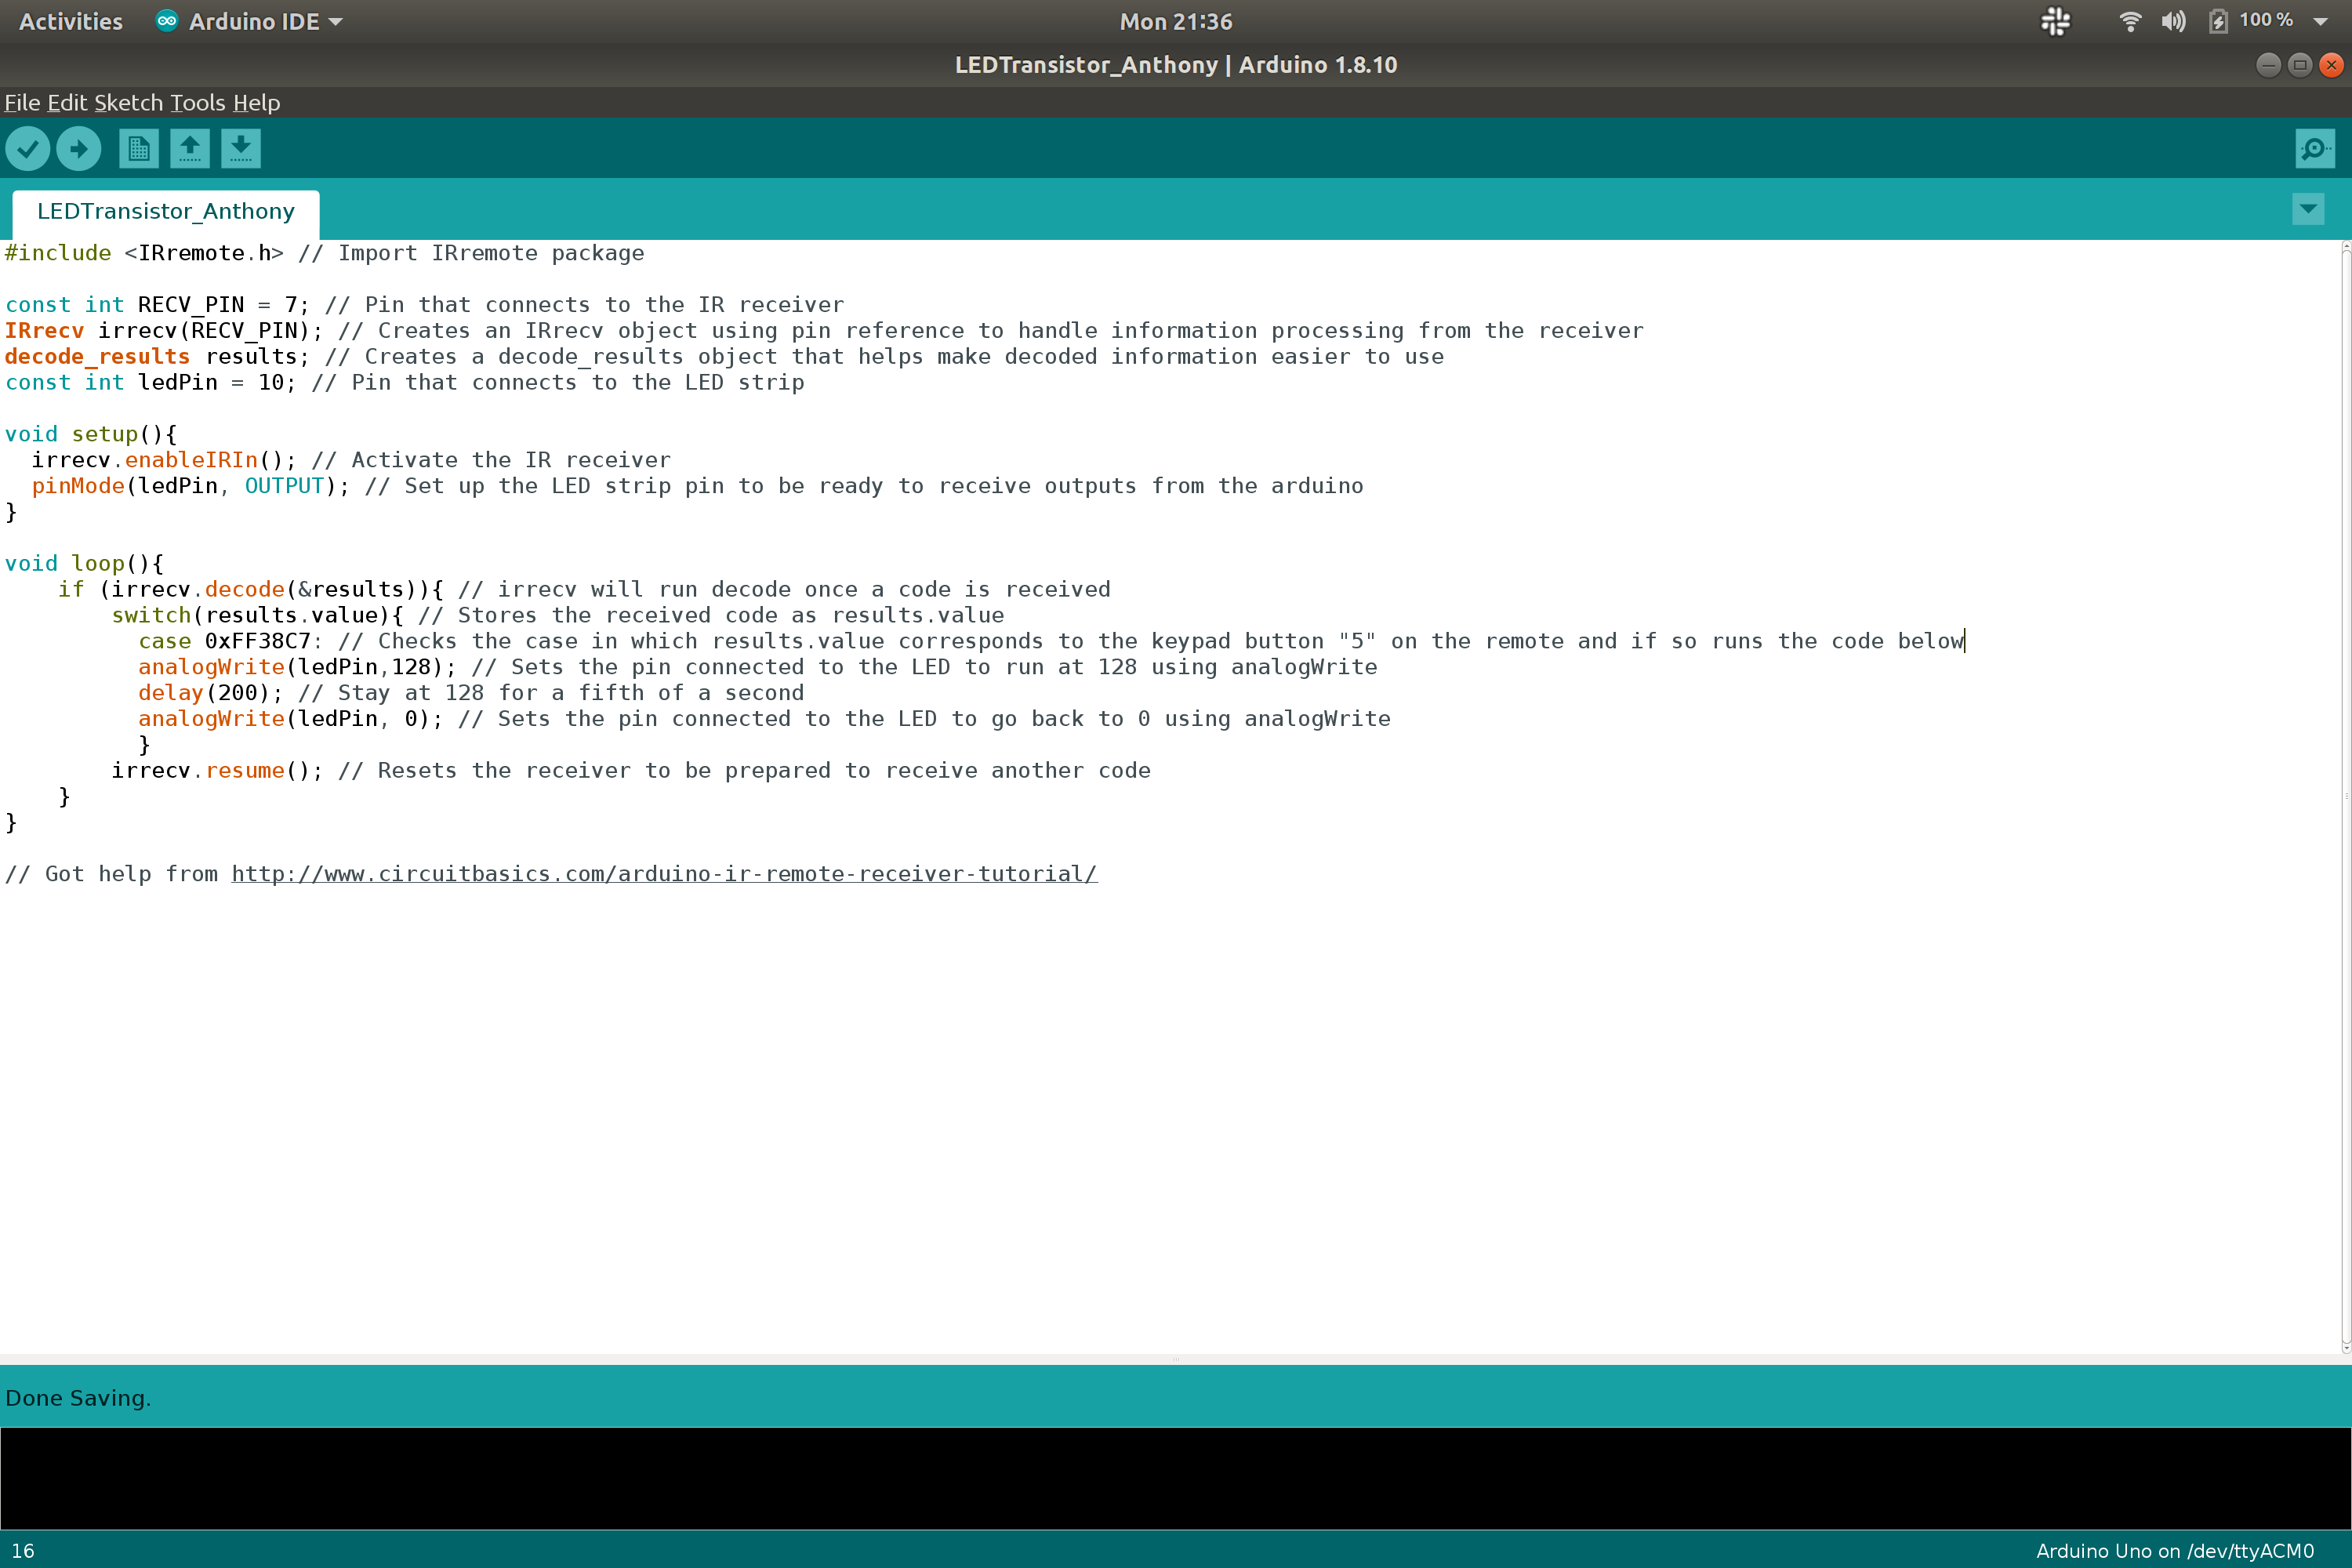 Activities Arduino IDE Mon 21:36 100 %
LEDTransistor_Anthony | Arduino 1.8.10
File Edit Sketch Tools Help
LEDTransistor_Anthony
#include <IRremote.h> // Import IRremote package
const int RECV_PIN = 7; // Pin that connects to the IR receiver
IRrecv irrecv(RECV_PIN); // Creates an IRrecv object using pin reference to handle information processing from the receiver
decode_results results; // Creates a decode_results object that helps make decoded information easier to use
const int ledPin = 10; // Pin that connects to the LED strip
void setup(){
irrecv.enableIRIn(); // Activate the IR receiver
pinMode(ledPin, OUTPUT); // Set up the LED strip pin to be ready to receive outputs from the arduino
}
void loop(){
if (irrecv.decode(&results)){ // irrecv will run decode once a code is received
switch(results.value){ // Stores the received code as results.value
case 0xFF38C7: // Checks the case in which results.value corresponds to the keypad button "5" on the remote and if so runs the code below
analogWrite(ledPin,128); // Sets the pin connected to the LED to run at 128 using analogWrite
delay(200); // Stay at 128 for a fifth of a second
analogWrite(ledPin, 0); // Sets the pin connected to the LED to go back to 0 using analogWrite
}
irrecv.resume(); // Resets the receiver to be prepared to receive another code
}
}
// Got help from http://www.circuitbasics.com/arduino-ir-remote-receiver-tutorial/
Done Saving.
16 Arduino Uno on /dev/ttyACM0